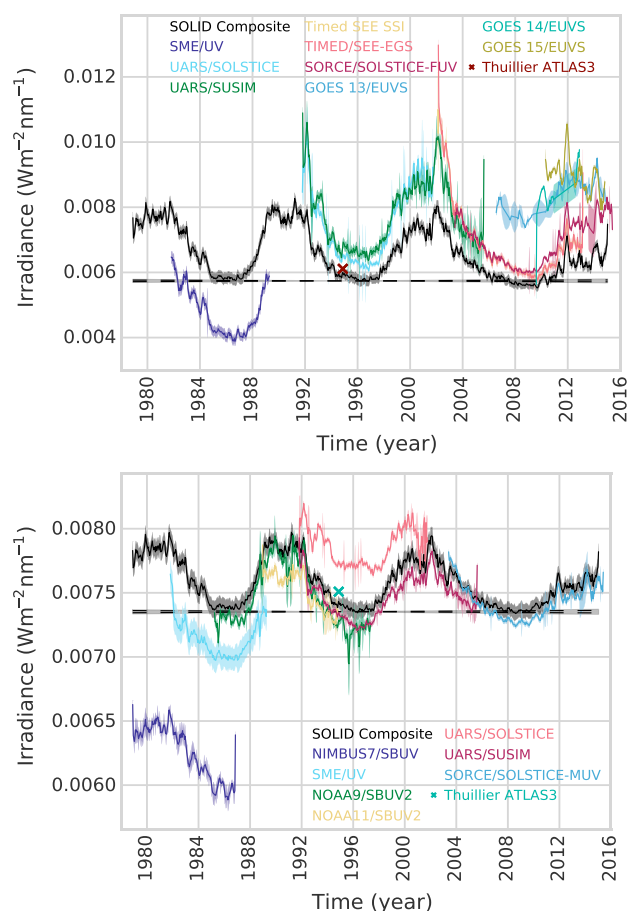 SOLID Composite
SME/UV
UARS/SOLSTICE
UARS/SUSIM
Timed SEE SSI
TIMED/SEE-EGS
SORCE/SOLSTICE-FUV
GOES 13/EUVS
GOES 14/EUVS
GOES 15/EUVS
Thuillier ATLAS3
0.012
0.010
0.008
0.006
0.004
Irradiance (Wm⁻²nm⁻¹)
1980
1984
1988
1992
1996
2000
2004
2008
2012
2016
Time (year)
0.0080
0.0075
0.0070
0.0065
0.0060
Irradiance (Wm⁻²nm⁻¹)
SOLID Composite
NIMBUS7/SBUV
SME/UV
NOAA9/SBUV2
NOAA11/SBUV2
UARS/SOLSTICE
UARS/SUSIM
SORCE/SOLSTICE-MUV
Thuillier ATLAS3
1980
1984
1988
1992
1996
2000
2004
2008
2012
2016
Time (year)